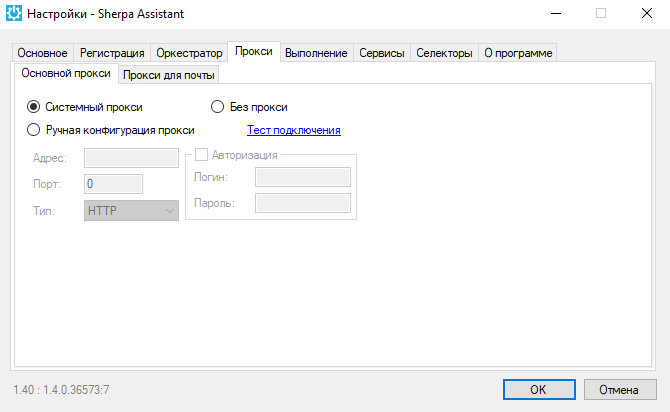 Настройки - Sherpa Assistant
Основное Регистрация Оркестратор Прокси Выполнение Сервисы Селекторы О программе
Основной прокси Прокси для почты
Системный прокси Без прокси
Ручная конфигурация прокси Тест подключения
Адрес: Авторизация
Логин:
Порт: 0
Пароль:
Тип: HTTP
1.40 : 1.4.0.36573:7 OK Отмена